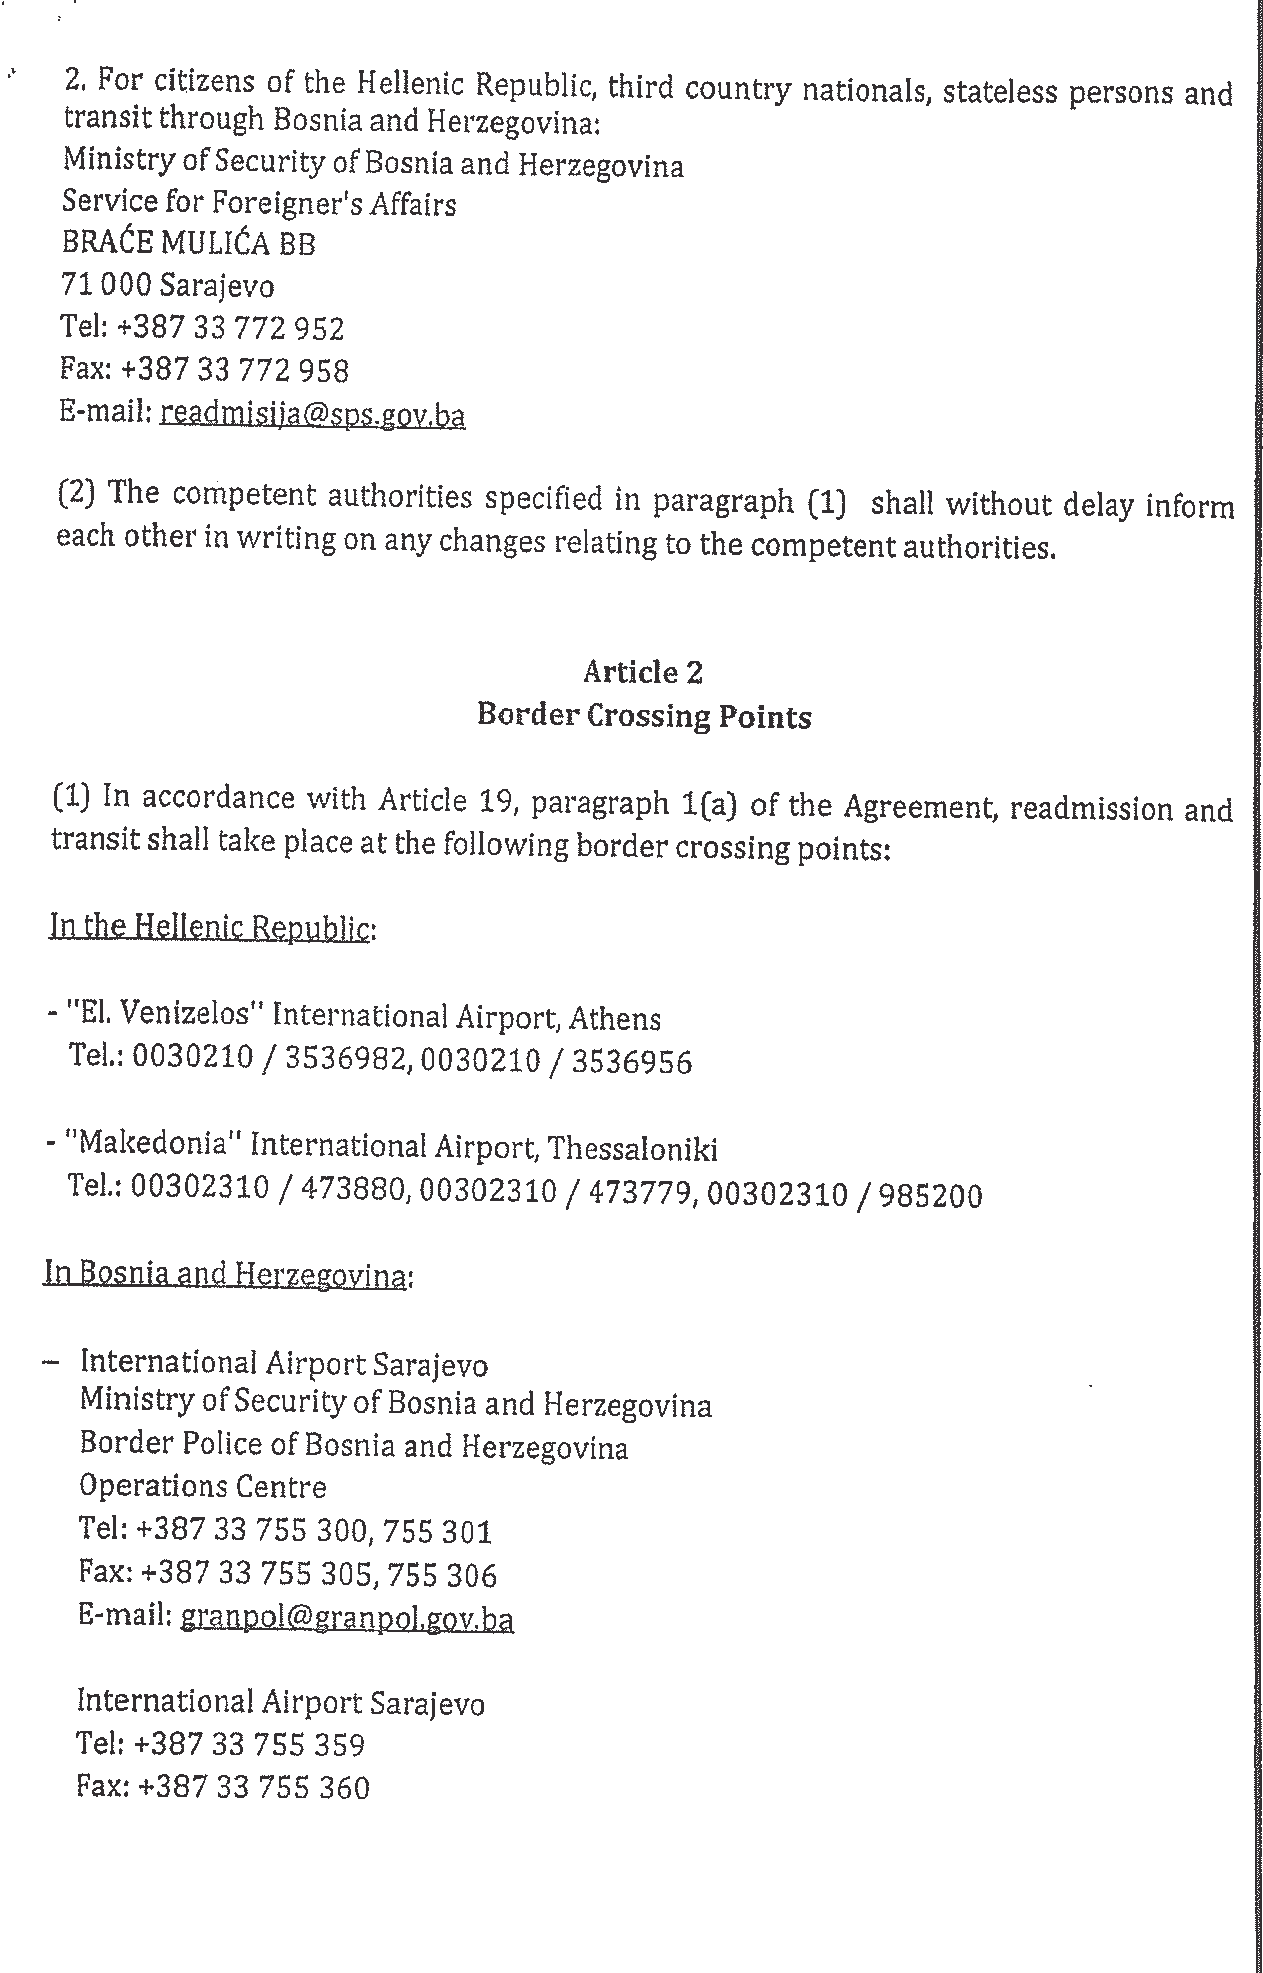 2. For citizens of the Hellenic Republic, third country nationals, stateless persons and
transit through Bosnia and Herzegovina:
Ministry of Security of Bosnia and Herzegovina
Service for Foreigner's Affairs
BRAĆE MULIĆA BB
71 000 Sarajevo
Tel: +387 33 772 952
Fax: +387 33 772 958
E-mail: readmisija@sps.gov.ba
(2) The competent authorities specified in paragraph (1) shall without delay inform
each other in writing on any changes relating to the competent authorities.
Article 2
Border Crossing Points
(1) In accordance with Article 19, paragraph 1(a) of the Agreement, readmission and
transit shall take place at the following border crossing points:
In the Hellenic Republic:
- "El. Venizelos" International Airport, Athens
Tel.: 0030210 / 3536982, 0030210 / 3536956
- "Makedonia" International Airport, Thessaloniki
Tel.: 00302310 / 473880, 00302310 / 473779, 00302310 / 985200
In Bosnia and Herzegovina:
– International Airport Sarajevo
Ministry of Security of Bosnia and Herzegovina
Border Police of Bosnia and Herzegovina
Operations Centre
Tel: +387 33 755 300, 755 301
Fax: +387 33 755 305, 755 306
E-mail: granpol@granpol.gov.ba
International Airport Sarajevo
Tel: +387 33 755 359
Fax: +387 33 755 360